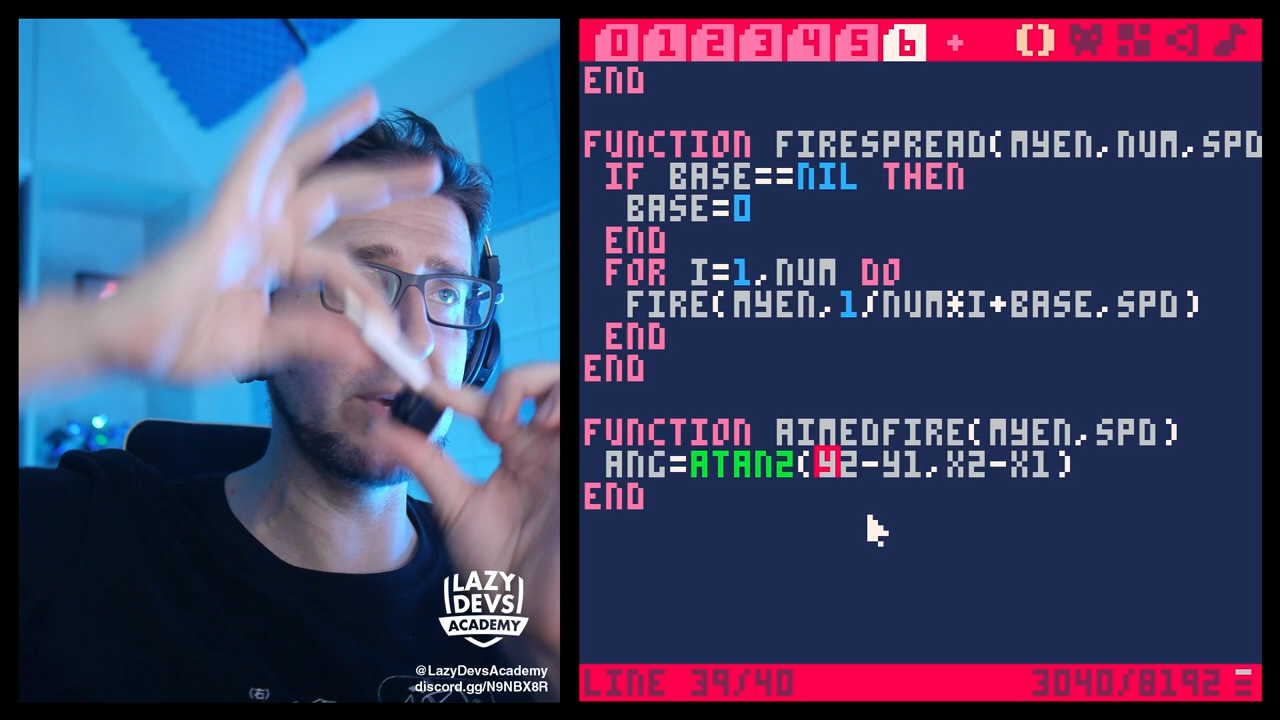 0 1 2 3 4 5 6 +
END
FUNCTION FIRESPREAD(MYEN,NUM,SPD
IF BASE==NIL THEN
BASE=0
END
FOR I=1,NUM DO
FIRE(MYEN,1/NUM*I+BASE,SPD)
END
END
FUNCTION AIMEDFIRE(MYEN,SPD)
ANG=ATAN2(Y2-Y1,X2-X1)
END
LINE 39/40
3040/8192
LAZY
DEVS
ACADEMY
@LazyDevsAcademy
discord.gg/N9NBX8R